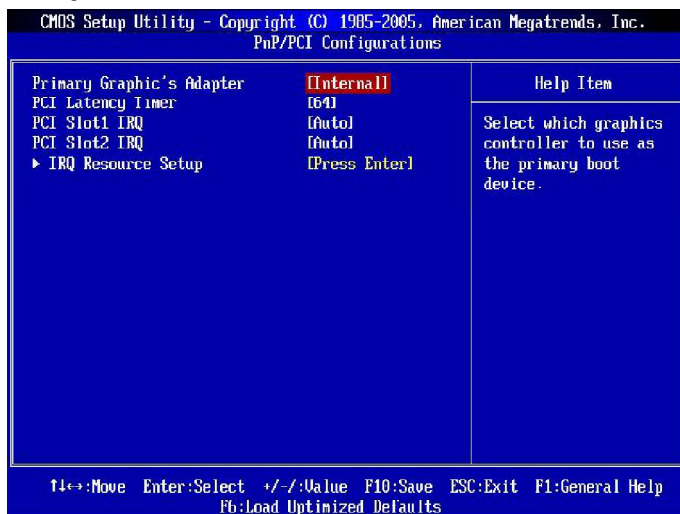 CMOS Setup Utility - Copyright (C) 1985-2005, American Megatrends, Inc.
PnP/PCI Configurations
Primary Graphic's Adapter [Internal]
PCI Latency Timer [64]
PCI Slot1 IRQ [Auto]
PCI Slot2 IRQ [Auto]
► IRQ Resource Setup [Press Enter]
Help Item
Select which graphics
controller to use as
the primary boot
device.
↑↓↔:Move Enter:Select +/-/:Value F10:Save ESC:Exit F1:General Help
F6:Load Optimized Defaults